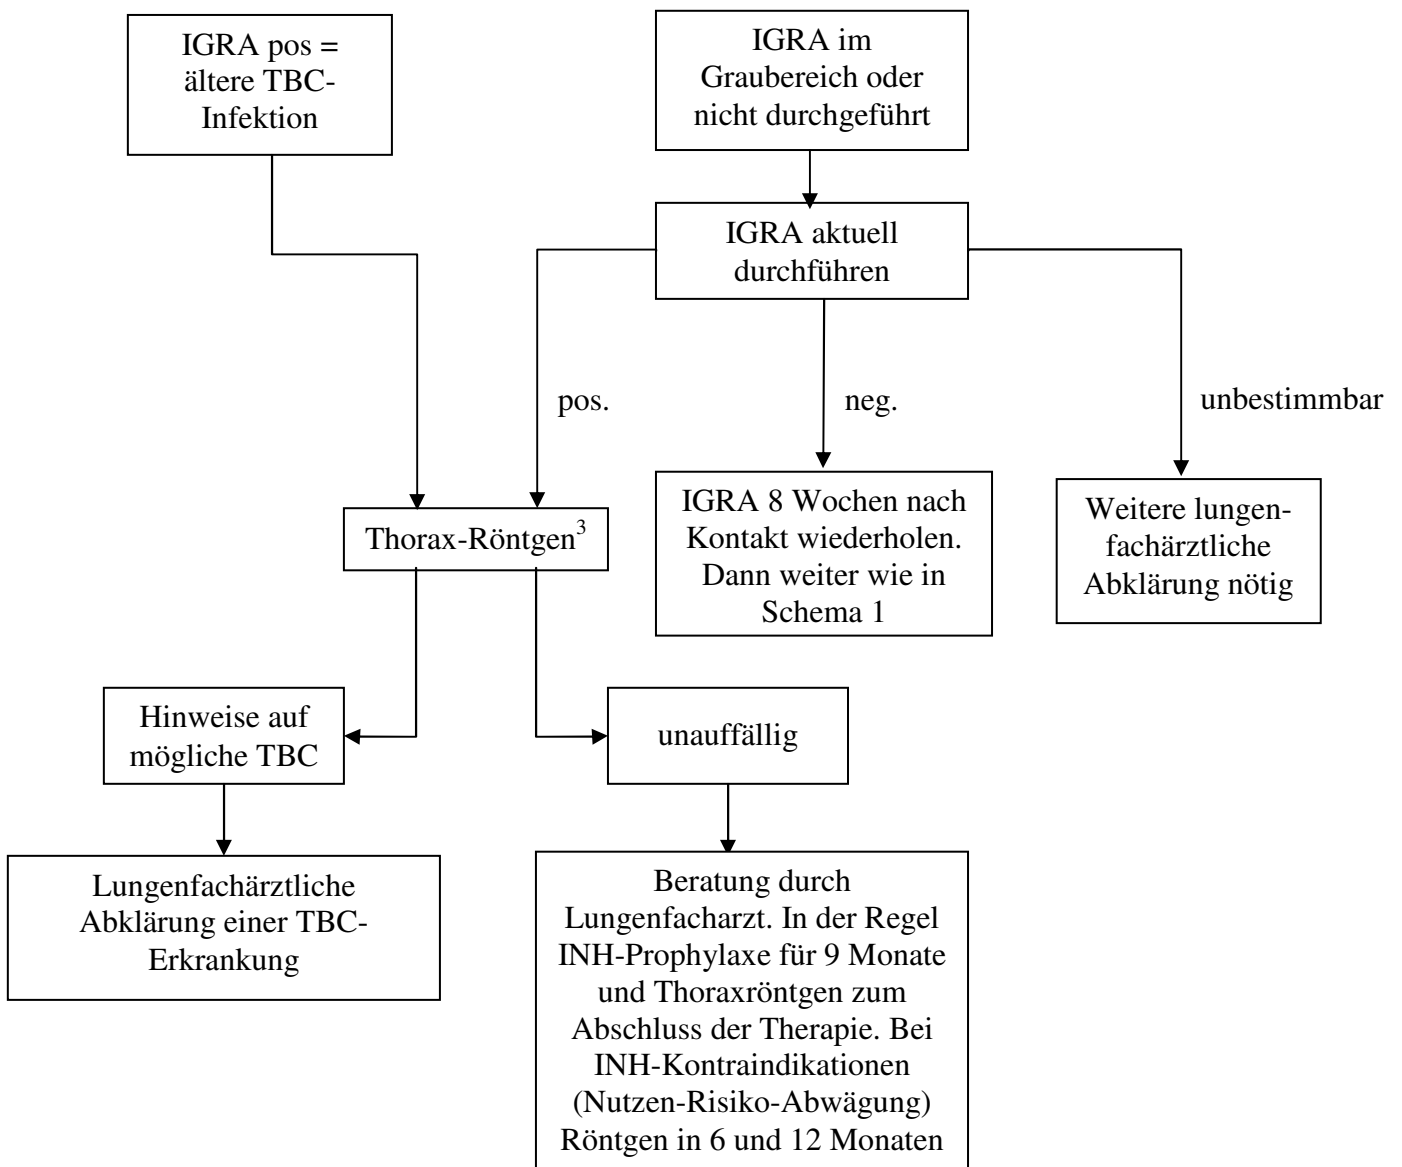 IGRA pos =
ältere TBC-
Infektion
IGRA im
Graubereich oder
nicht durchgeführt
IGRA aktuell
durchführen
pos.
neg.
unbestimmbar
Thorax-Röntgen³
IGRA 8 Wochen nach
Kontakt wiederholen.
Dann weiter wie in
Schema 1
Weitere lungen-
fachärztliche
Abklärung nötig
Hinweise auf
mögliche TBC
unauffällig
Lungenfachärztliche
Abklärung einer TBC-
Erkrankung
Beratung durch
Lungenfacharzt. In der Regel
INH-Prophylaxe für 9 Monate
und Thoraxröntgen zum
Abschluss der Therapie. Bei
INH-Kontraindikationen
(Nutzen-Risiko-Abwägung)
Röntgen in 6 und 12 Monaten